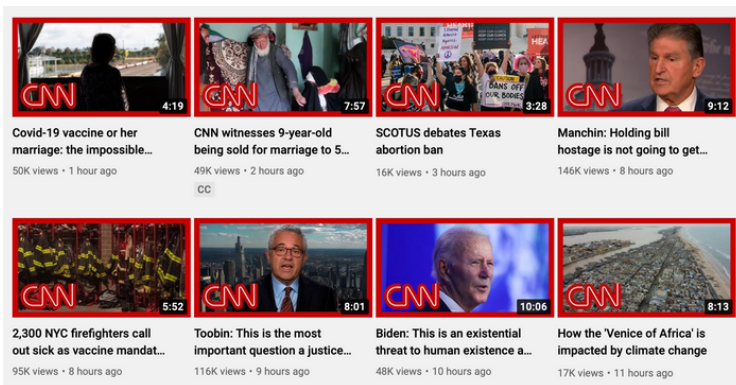 CNN 4:19
CNN 7:57
CNN 3:28
CNN 9:12
CAUTION
BANS OFF
OUR BODIES
Covid-19 vaccine or her
marriage: the impossible...
50K views • 1 hour ago
CNN witnesses 9-year-old
being sold for marriage to 5...
49K views • 2 hours ago
CC
SCOTUS debates Texas
abortion ban
16K views • 3 hours ago
Manchin: Holding bill
hostage is not going to get...
146K views • 8 hours ago
CNN 5:52
CNN 8:01
CNN 10:06
CNN 8:13
2,300 NYC firefighters call
out sick as vaccine mandat...
95K views • 8 hours ago
Toobin: This is the most
important question a justice...
116K views • 9 hours ago
Biden: This is an existential
threat to human existence a...
48K views • 10 hours ago
How the 'Venice of Africa' is
impacted by climate change
17K views • 11 hours ago